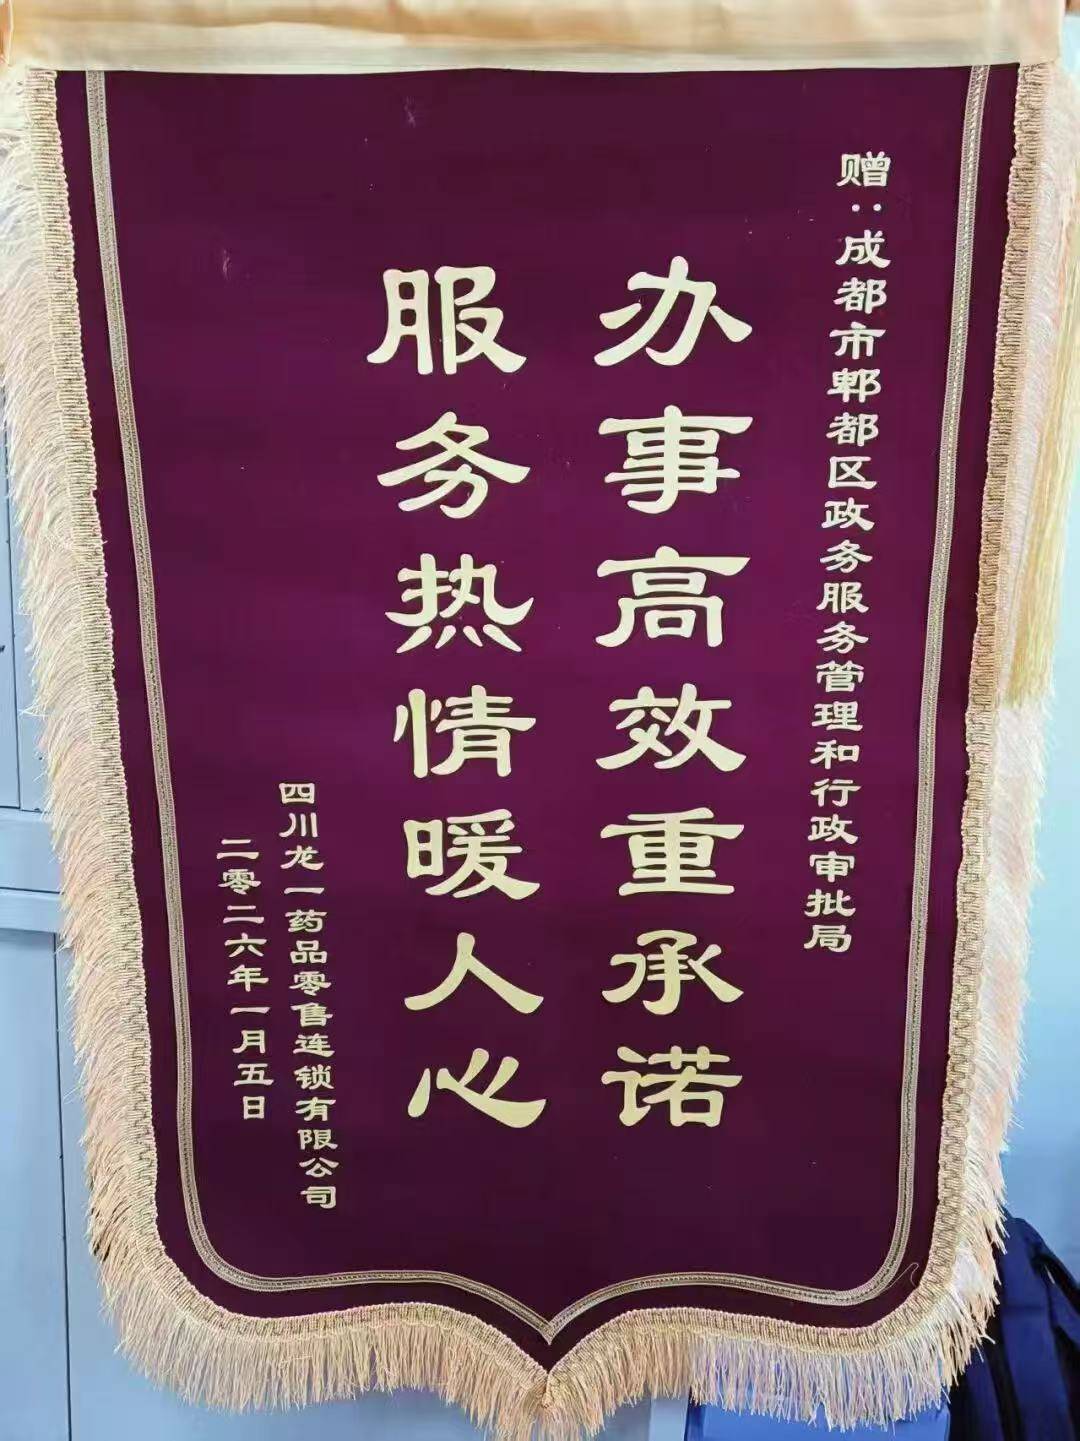 赠：成都市郫都区政务服务管理和行政审批局
办事高效重承诺
服务热情暖人心
四川龙一药品零售连锁有限公司
二零二六年一月五日